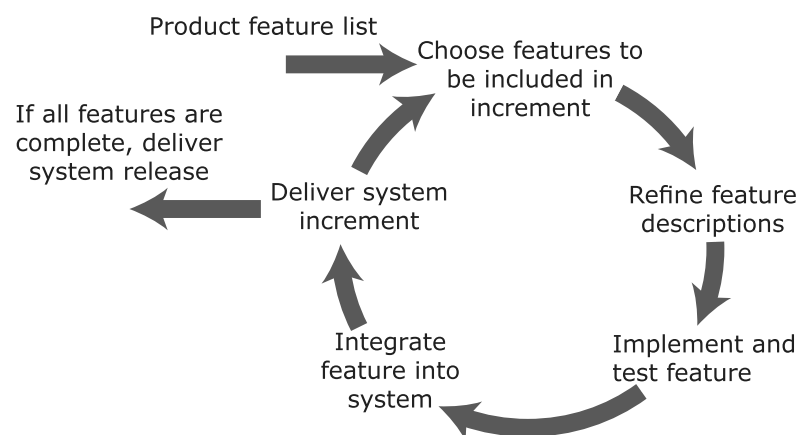 Product feature list
Choose features to
be included in
increment
Refine feature
descriptions
Implement and
test feature
Integrate
feature into
system
Deliver system
increment
If all features are
complete, deliver
system release